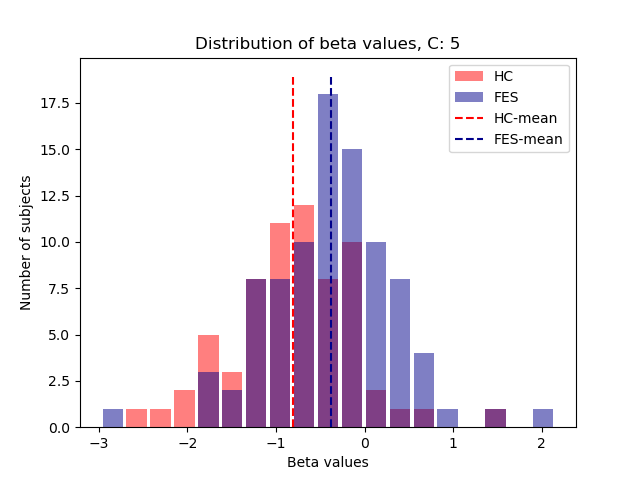 Distribution of beta values, C: 5
HC
FES
HC-mean
FES-mean
Number of subjects
17.5
15.0
12.5
10.0
7.5
5.0
2.5
0.0
−3 −2 −1 0 1 2
Beta values